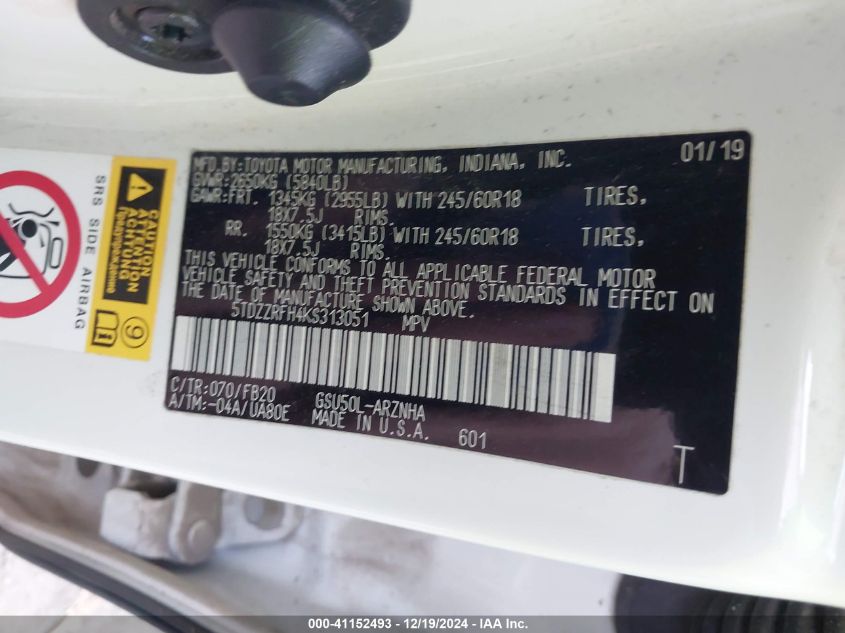 MFD.BY:TOYOTA MOTOR MANUFACTURING, INDIANA, INC. 01/19
GVWR:2650KG (5840LB)
GAWR:FRT. 1345KG (2955LB) WITH 245/60R18 TIRES,
18X7.5J RIMS.
RR. 1550KG (3415LB) WITH 245/60R18 TIRES,
18X7.5J RIMS.
THIS VEHICLE CONFORMS TO ALL APPLICABLE FEDERAL MOTOR
VEHICLE SAFETY AND THEFT PREVENTION STANDARDS IN EFFECT ON
THE DATE OF MANUFACTURE SHOWN ABOVE.
5TDZZRFH4KS313051 MPV
C/TR:070/FB20 GSU50L-ARZNHA
A/TM:-04A/UA80E MADE IN U.S.A. 601
T
SRS SIDE AIRBAG
CAUTION
ATTENTION
ACHTUNG
9
000-41152493 - 12/19/2024 - IAA Inc.